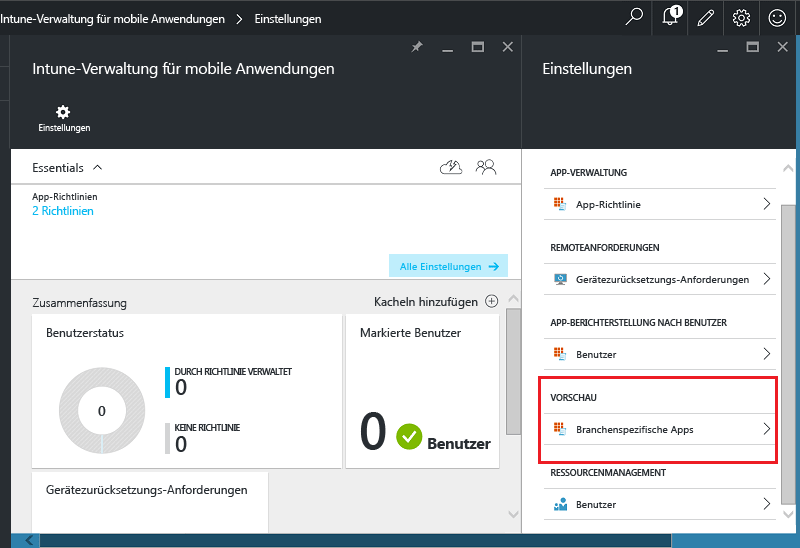 Intune-Verwaltung für mobile Anwendungen > Einstellungen
1
Intune-Verwaltung für mobile Anwendungen
Einstellungen
Essentials
App-Richtlinien
2 Richtlinien
Alle Einstellungen
Zusammenfassung
Kacheln hinzufügen
Benutzerstatus
0
DURCH RICHTLINIE VERWALTET
0
KEINE RICHTLINIE
0
Markierte Benutzer
0 Benutzer
Gerätezurücksetzungs-Anforderungen
Einstellungen
APP-VERWALTUNG
App-Richtlinie
REMOTEANFORDERUNGEN
Gerätezurücksetzungs-Anforderungen
APP-BERICHTERSTELLUNG NACH BENUTZER
Benutzer
VORSCHAU
Branchenspezifische Apps
RESSOURCENMANAGEMENT
Benutzer